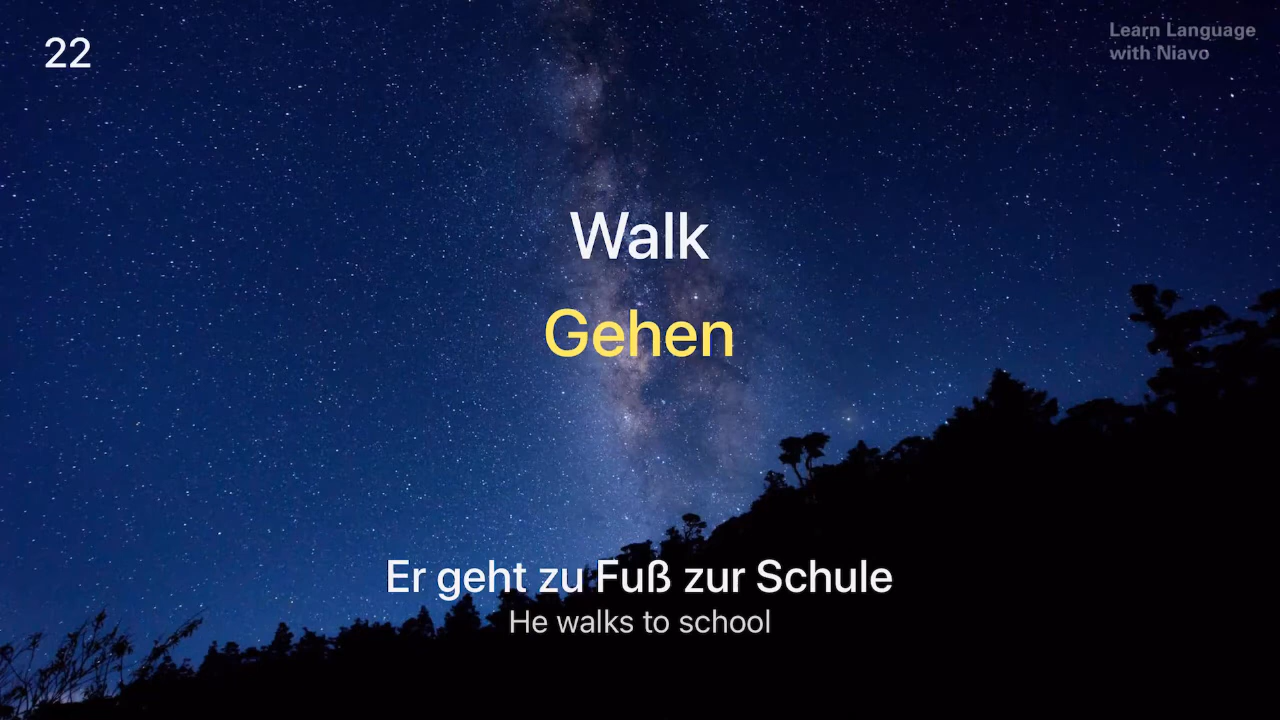 22
Learn Language
with Niavo
Walk
Gehen
Er geht zu Fuß zur Schule
He walks to school